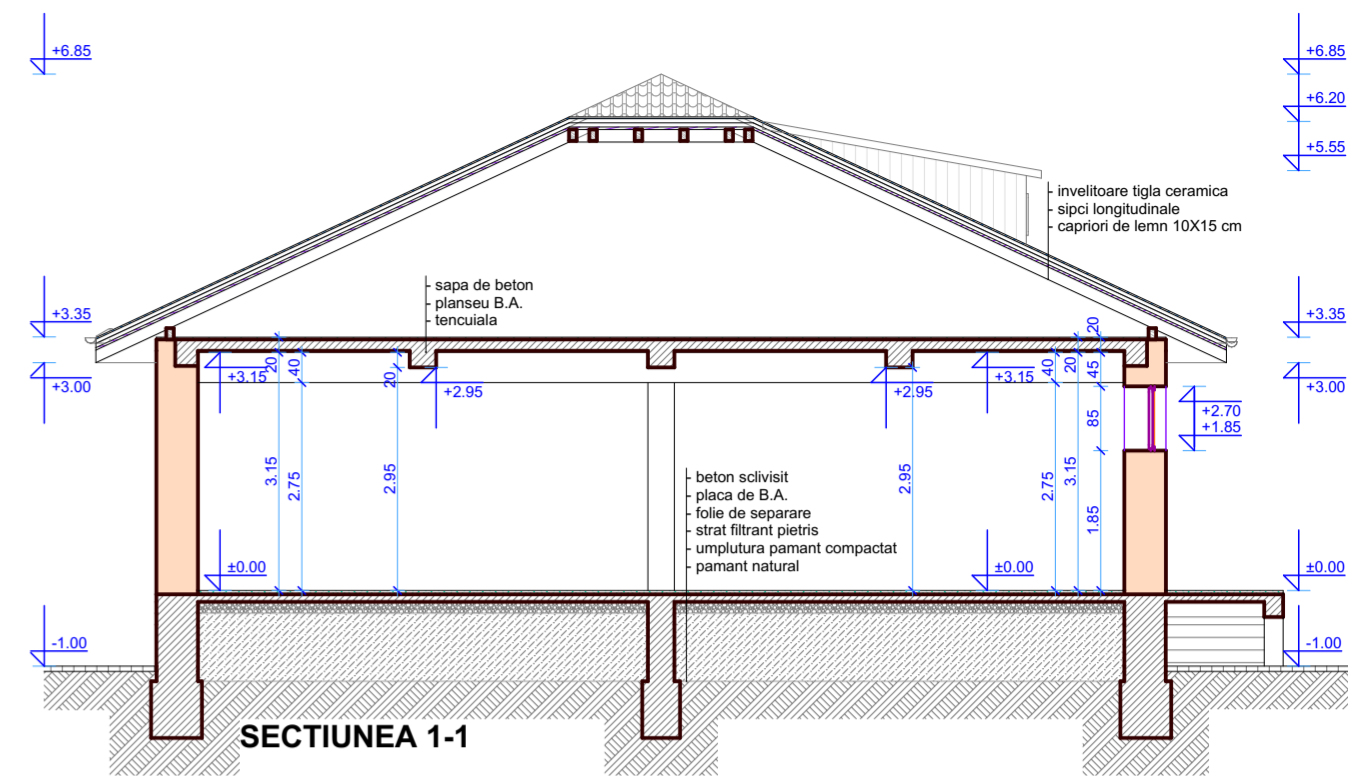 +6.85
+6.85
+6.20
+5.55
- invelitoare tigla ceramica
- sipci longitudinale
- capriori de lemn 10X15 cm
- sapa de beton
- planseu B.A.
- tencuiala
+3.35
+3.35
20
+3.00
20
40
+3.15
20
+2.95
+2.95
+3.15
40
20
45
+3.00
+2.70
+1.85
85
3.15
2.75
2.95
2.95
2.75
3.15
1.85
- beton sclivisit
- placa de B.A.
- folie de separare
- strat filtrant pietris
- umplutura pamant compactat
- pamant natural
±0.00
±0.00
±0.00
-1.00
-1.00
SECTIUNEA 1-1